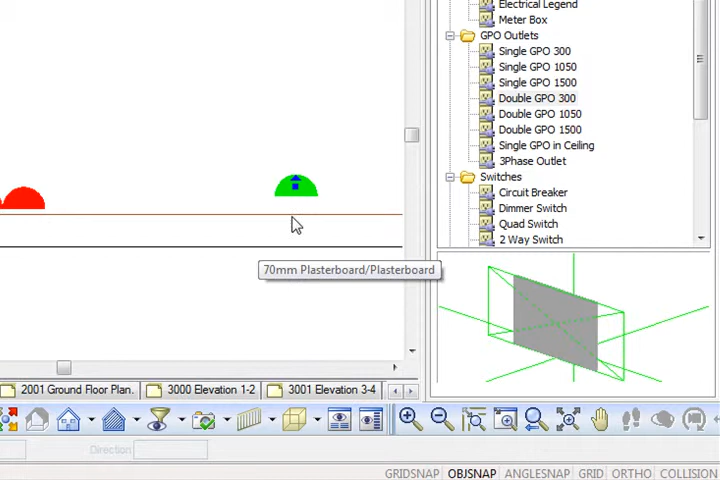 Electrical Legend
Meter Box
GPO Outlets
Single GPO 300
Single GPO 1050
Single GPO 1500
Double GPO 300
Double GPO 1050
Double GPO 1500
Single GPO in Ceiling
3Phase Outlet
Switches
Circuit Breaker
Dimmer Switch
Quad Switch
2 Way Switch
70mm Plasterboard/Plasterboard
2001 Ground Floor Plan.
3000 Elevation 1-2
3001 Elevation 3-4
Direction
GRIDSNAP OBJSNAP ANGLESNAP GRID ORTHO COLLISION